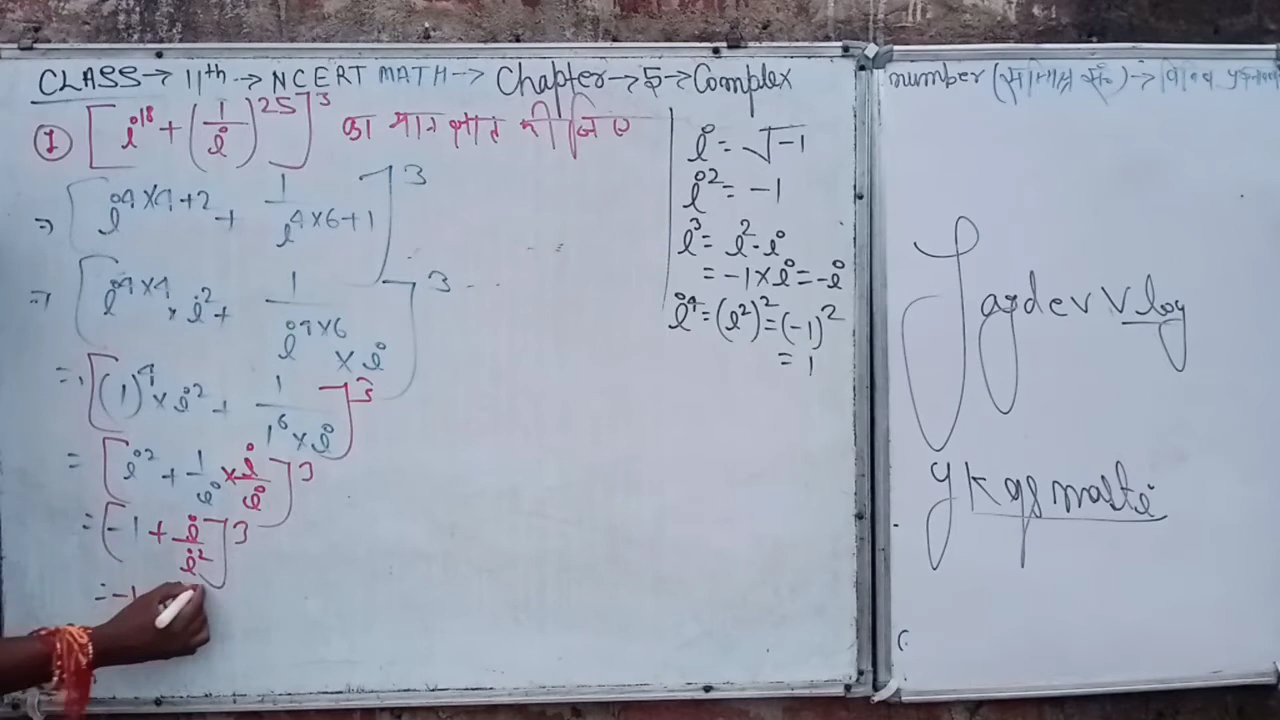 CLASS → 11th → NCERT MATH → Chapter → 5 → Complex
number (सम्मिश्र सं०) →
① [i^18 + (1/i)^25]^3 का मान ज्ञात कीजिए
⇒ [i^(4×4+2) + 1/i^(4×6+1)]^3
⇒ [i^(4×4) × i^2 + 1/(i^(4×6) × i)]^3
= [(1)^4 × i^2 + 1/(1^6 × i)]^3
= [i^2 + 1/i × i/i]^3
= [-1 + i/i^2]^3
= -1
i = √-1
i^2 = -1
i^3 = i^2 · i
= -1 × i = -i
i^4 = (i^2)^2 = (-1)^2
= 1
Jagdev Vlog